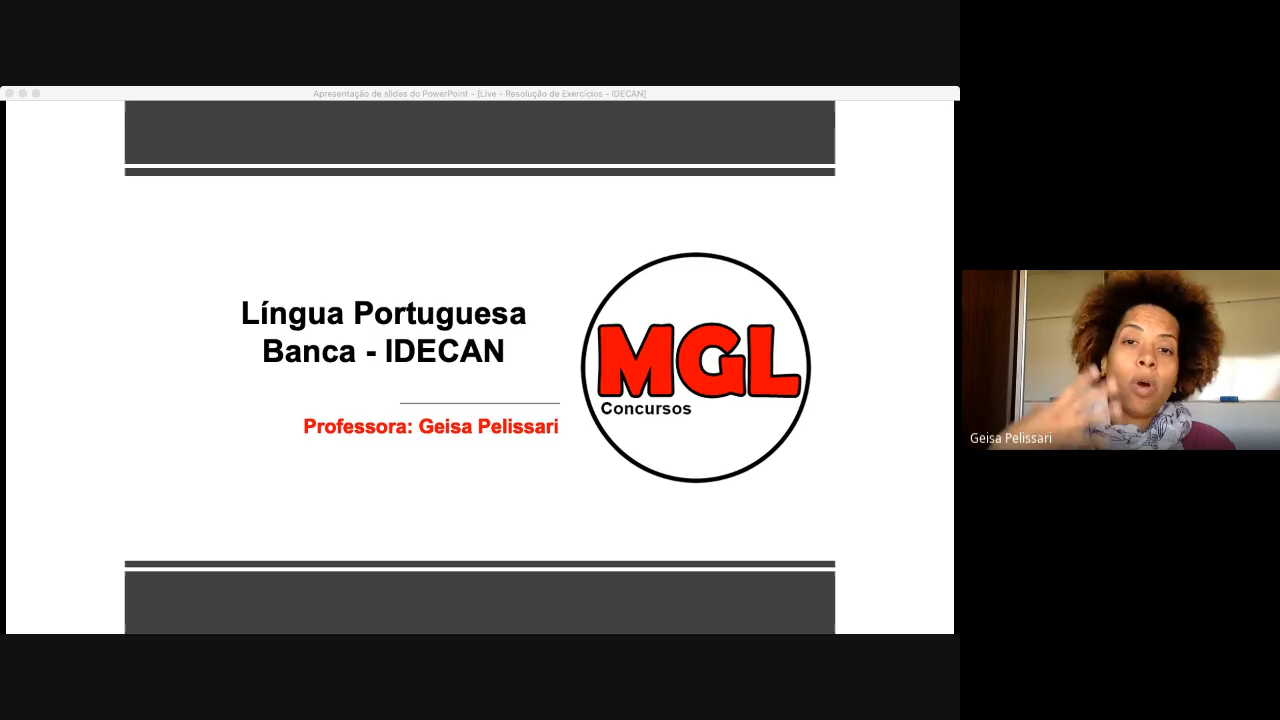 Apresentação de slides do PowerPoint - [Live - Resolução de Exercícios - IDECAN]
Língua Portuguesa
Banca - IDECAN
Professora: Geisa Pelissari
MGL
Concursos
Geisa Pelissari